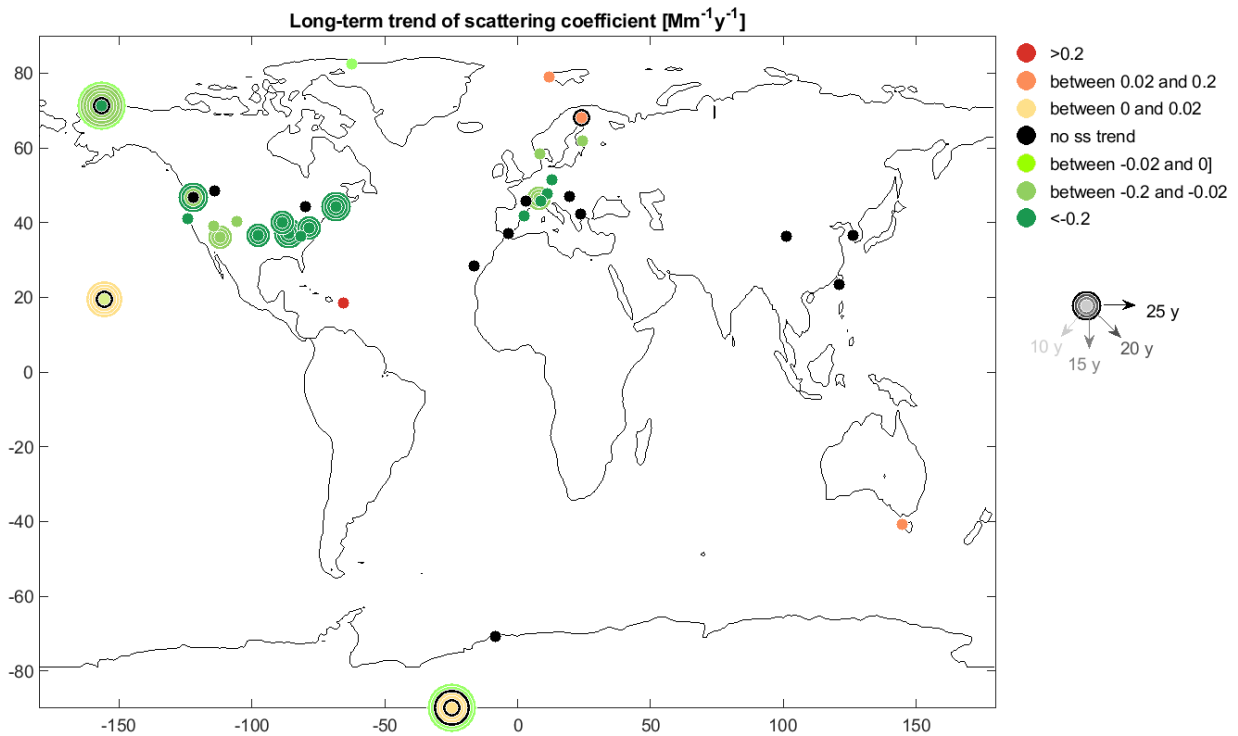 Long-term trend of scattering coefficient [Mm-1y-1]
80
60
40
20
0
-20
-40
-60
-80
-150
-100
-50
0
50
100
150
>0.2
between 0.02 and 0.2
between 0 and 0.02
no ss trend
between -0.02 and 0]
between -0.2 and -0.02
<-0.2
25 y
10 y
20 y
15 y